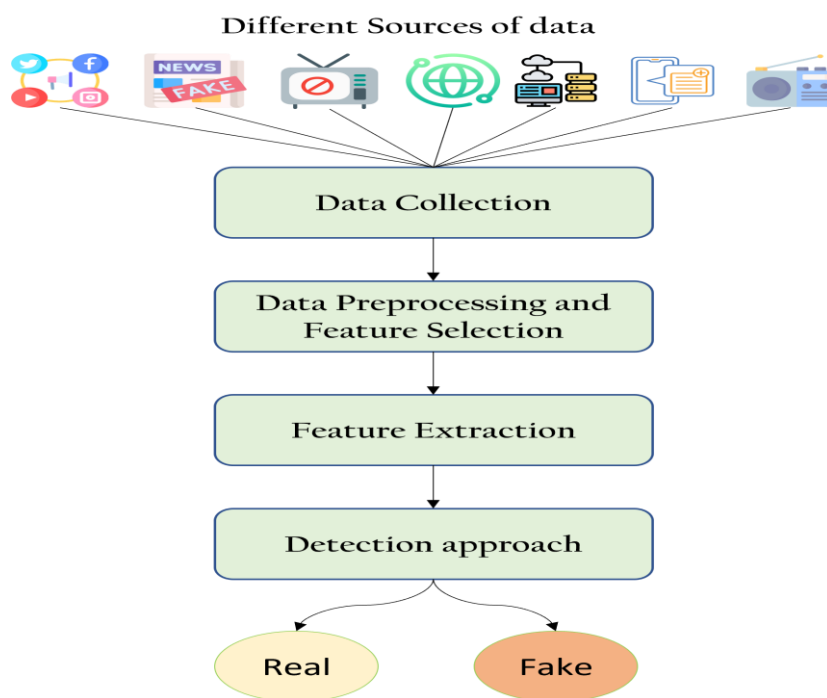 Different Sources of data
NEWS
FAKE
Data Collection
Data Preprocessing and
Feature Selection
Feature Extraction
Detection approach
Real
Fake